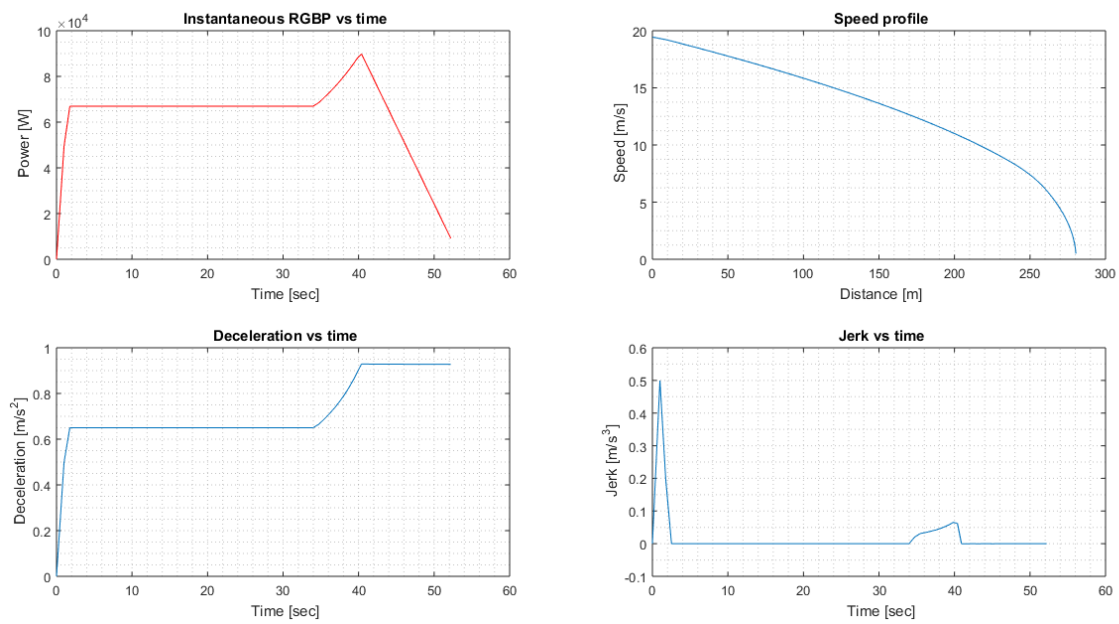 Instantaneous RGBP vs time
×10⁴
10
8
6
4
2
0
Power [W]
0 10 20 30 40 50 60
Time [sec]
Speed profile
20
15
10
5
0
Speed [m/s]
0 50 100 150 200 250 300
Distance [m]
Deceleration vs time
1
0.8
0.6
0.4
0.2
0
Deceleration [m/s²]
0 10 20 30 40 50 60
Time [sec]
Jerk vs time
0.6
0.5
0.4
0.3
0.2
0.1
0
-0.1
Jerk [m/s³]
0 10 20 30 40 50 60
Time [sec]